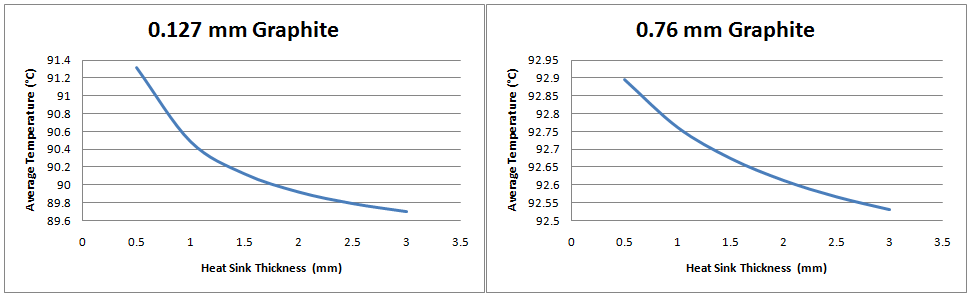 0.127 mm Graphite
Average Temperature (°C)
91.4
91.2
91
90.8
90.6
90.4
90.2
90
89.8
89.6
0 0.5 1 1.5 2 2.5 3 3.5
Heat Sink Thickness (mm)
0.76 mm Graphite
Average Temperature (°C)
92.95
92.9
92.85
92.8
92.75
92.7
92.65
92.6
92.55
92.5
0 0.5 1 1.5 2 2.5 3 3.5
Heat Sink Thickness (mm)